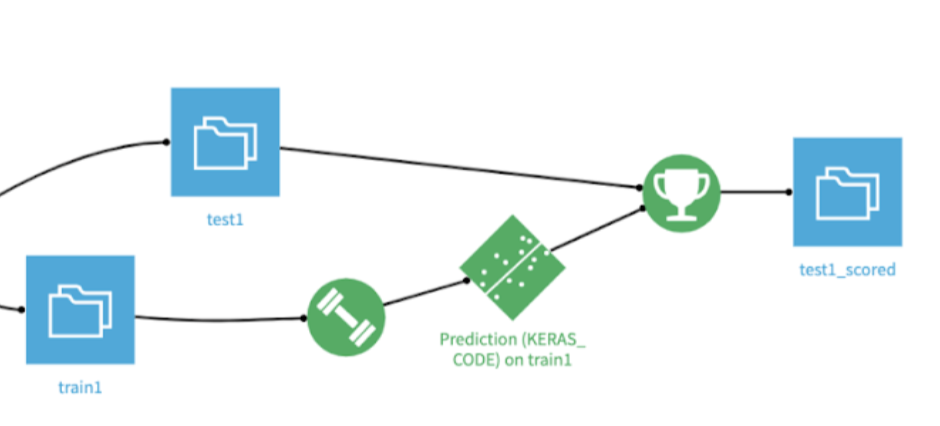 test1
test1_scored
Prediction (KERAS_
CODE) on train1
train1